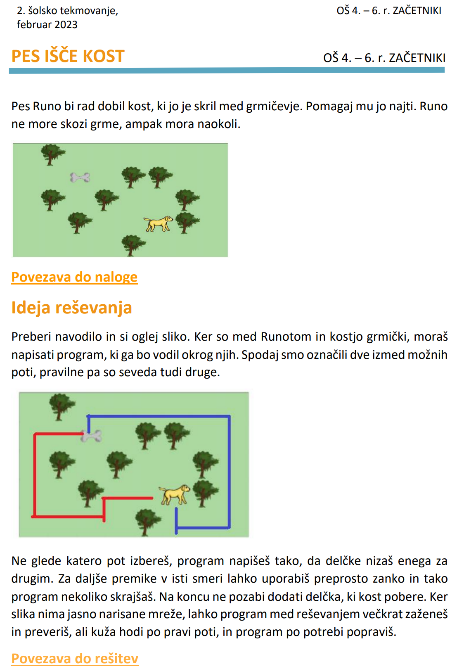 2. šolsko tekmovanje,
februar 2023
OŠ 4. – 6. r. ZAČETNIKI
PES IŠČE KOST
OŠ 4. – 6. r. ZAČETNIKI
Pes Runo bi rad dobil kost, ki jo je skril med grmičevje. Pomagaj mu jo najti. Runo
ne more skozi grme, ampak mora naokoli.
Povezava do naloge
Ideja reševanja
Preberi navodilo in si oglej sliko. Ker so med Runotom in kostjo grmički, moraš
napisati program, ki ga bo vodil okrog njih. Spodaj smo označili dve izmed možnih
poti, pravilne pa so seveda tudi druge.
Ne glede katero pot izbereš, program napišeš tako, da delčke nizaš enega za
drugim. Za daljše premike v isti smeri lahko uporabiš preprosto zanko in tako
program nekoliko skrajšaš. Na koncu ne pozabi dodati delčka, ki kost pobere. Ker
slika nima jasno narisane mreže, lahko program med reševanjem večkrat zaženeš
in preveriš, ali kuža hodi po pravi poti, in program po potrebi popraviš.
Povezava do rešitev